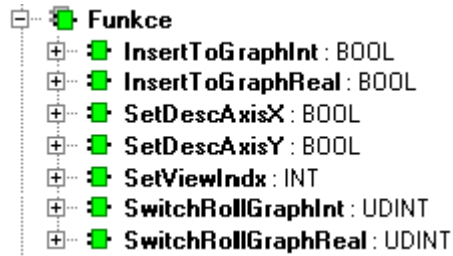 Funkce
InsertToGraphInt : BOOL
InsertToGraphReal : BOOL
SetDescAxisX : BOOL
SetDescAxisY : BOOL
SetViewIndx : INT
SwitchRollGraphInt : UDINT
SwitchRollGraphReal : UDINT